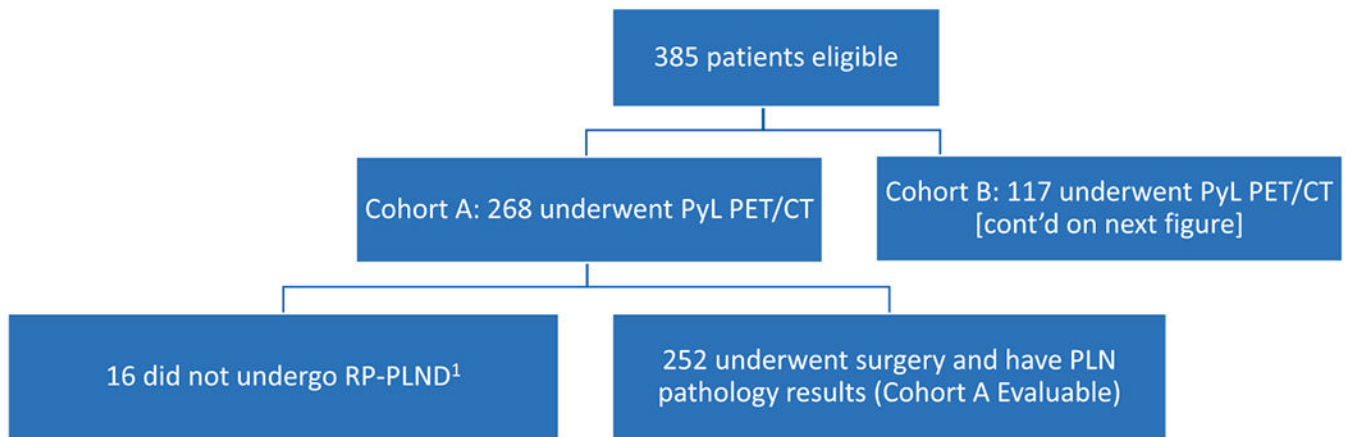 385 patients eligible
Cohort A: 268 underwent PyL PET/CT
Cohort B: 117 underwent PyL PET/CT
[cont’d on next figure]
16 did not undergo RP-PLND¹
252 underwent surgery and have PLN
pathology results (Cohort A Evaluable)